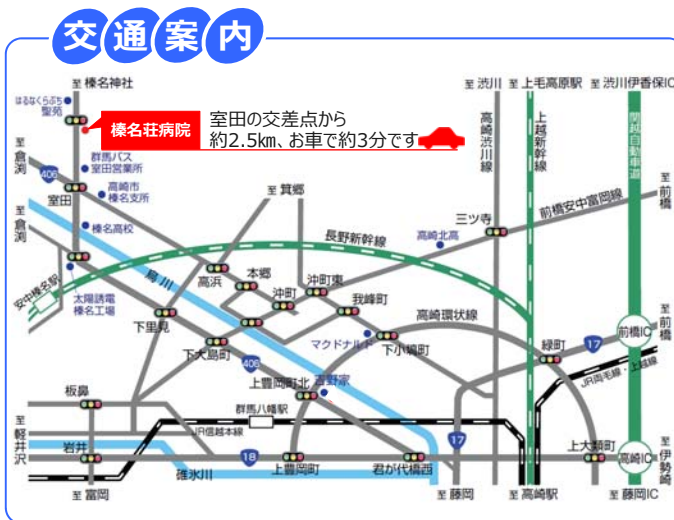 交通案内
至榛名神社
至渋川
至上毛高原駅
至渋川伊香保IC
はるなくらぶち
聖苑
榛名荘病院
室田の交差点から
約2.5km、お車で約3分です
高崎渋川線
上越新幹線
関越自動車道
至倉渕
406
群馬バス
室田営業所
室田
高崎市
榛名支所
至箕郷
至前橋
前橋安中富岡線
三ツ寺
高崎北高
至倉渕
榛名高校
長野新幹線
烏川
安中榛名駅
太陽誘電
榛名工場
高浜
本郷
沖町
沖町東
我峰町
高崎環状線
下里見
下大島町
マクドナルド
下小塙町
緑町
17
前橋IC
至前橋
406
上豊岡町北
吉野家
JR両毛線・上越線
板鼻
群馬八幡駅
JR信越本線
至軽井沢
岩井
18
上豊岡町
君が代橋西
17
上大類町
高崎IC
至伊勢崎
碓氷川
至富岡
至藤岡
至高崎駅
至藤岡IC